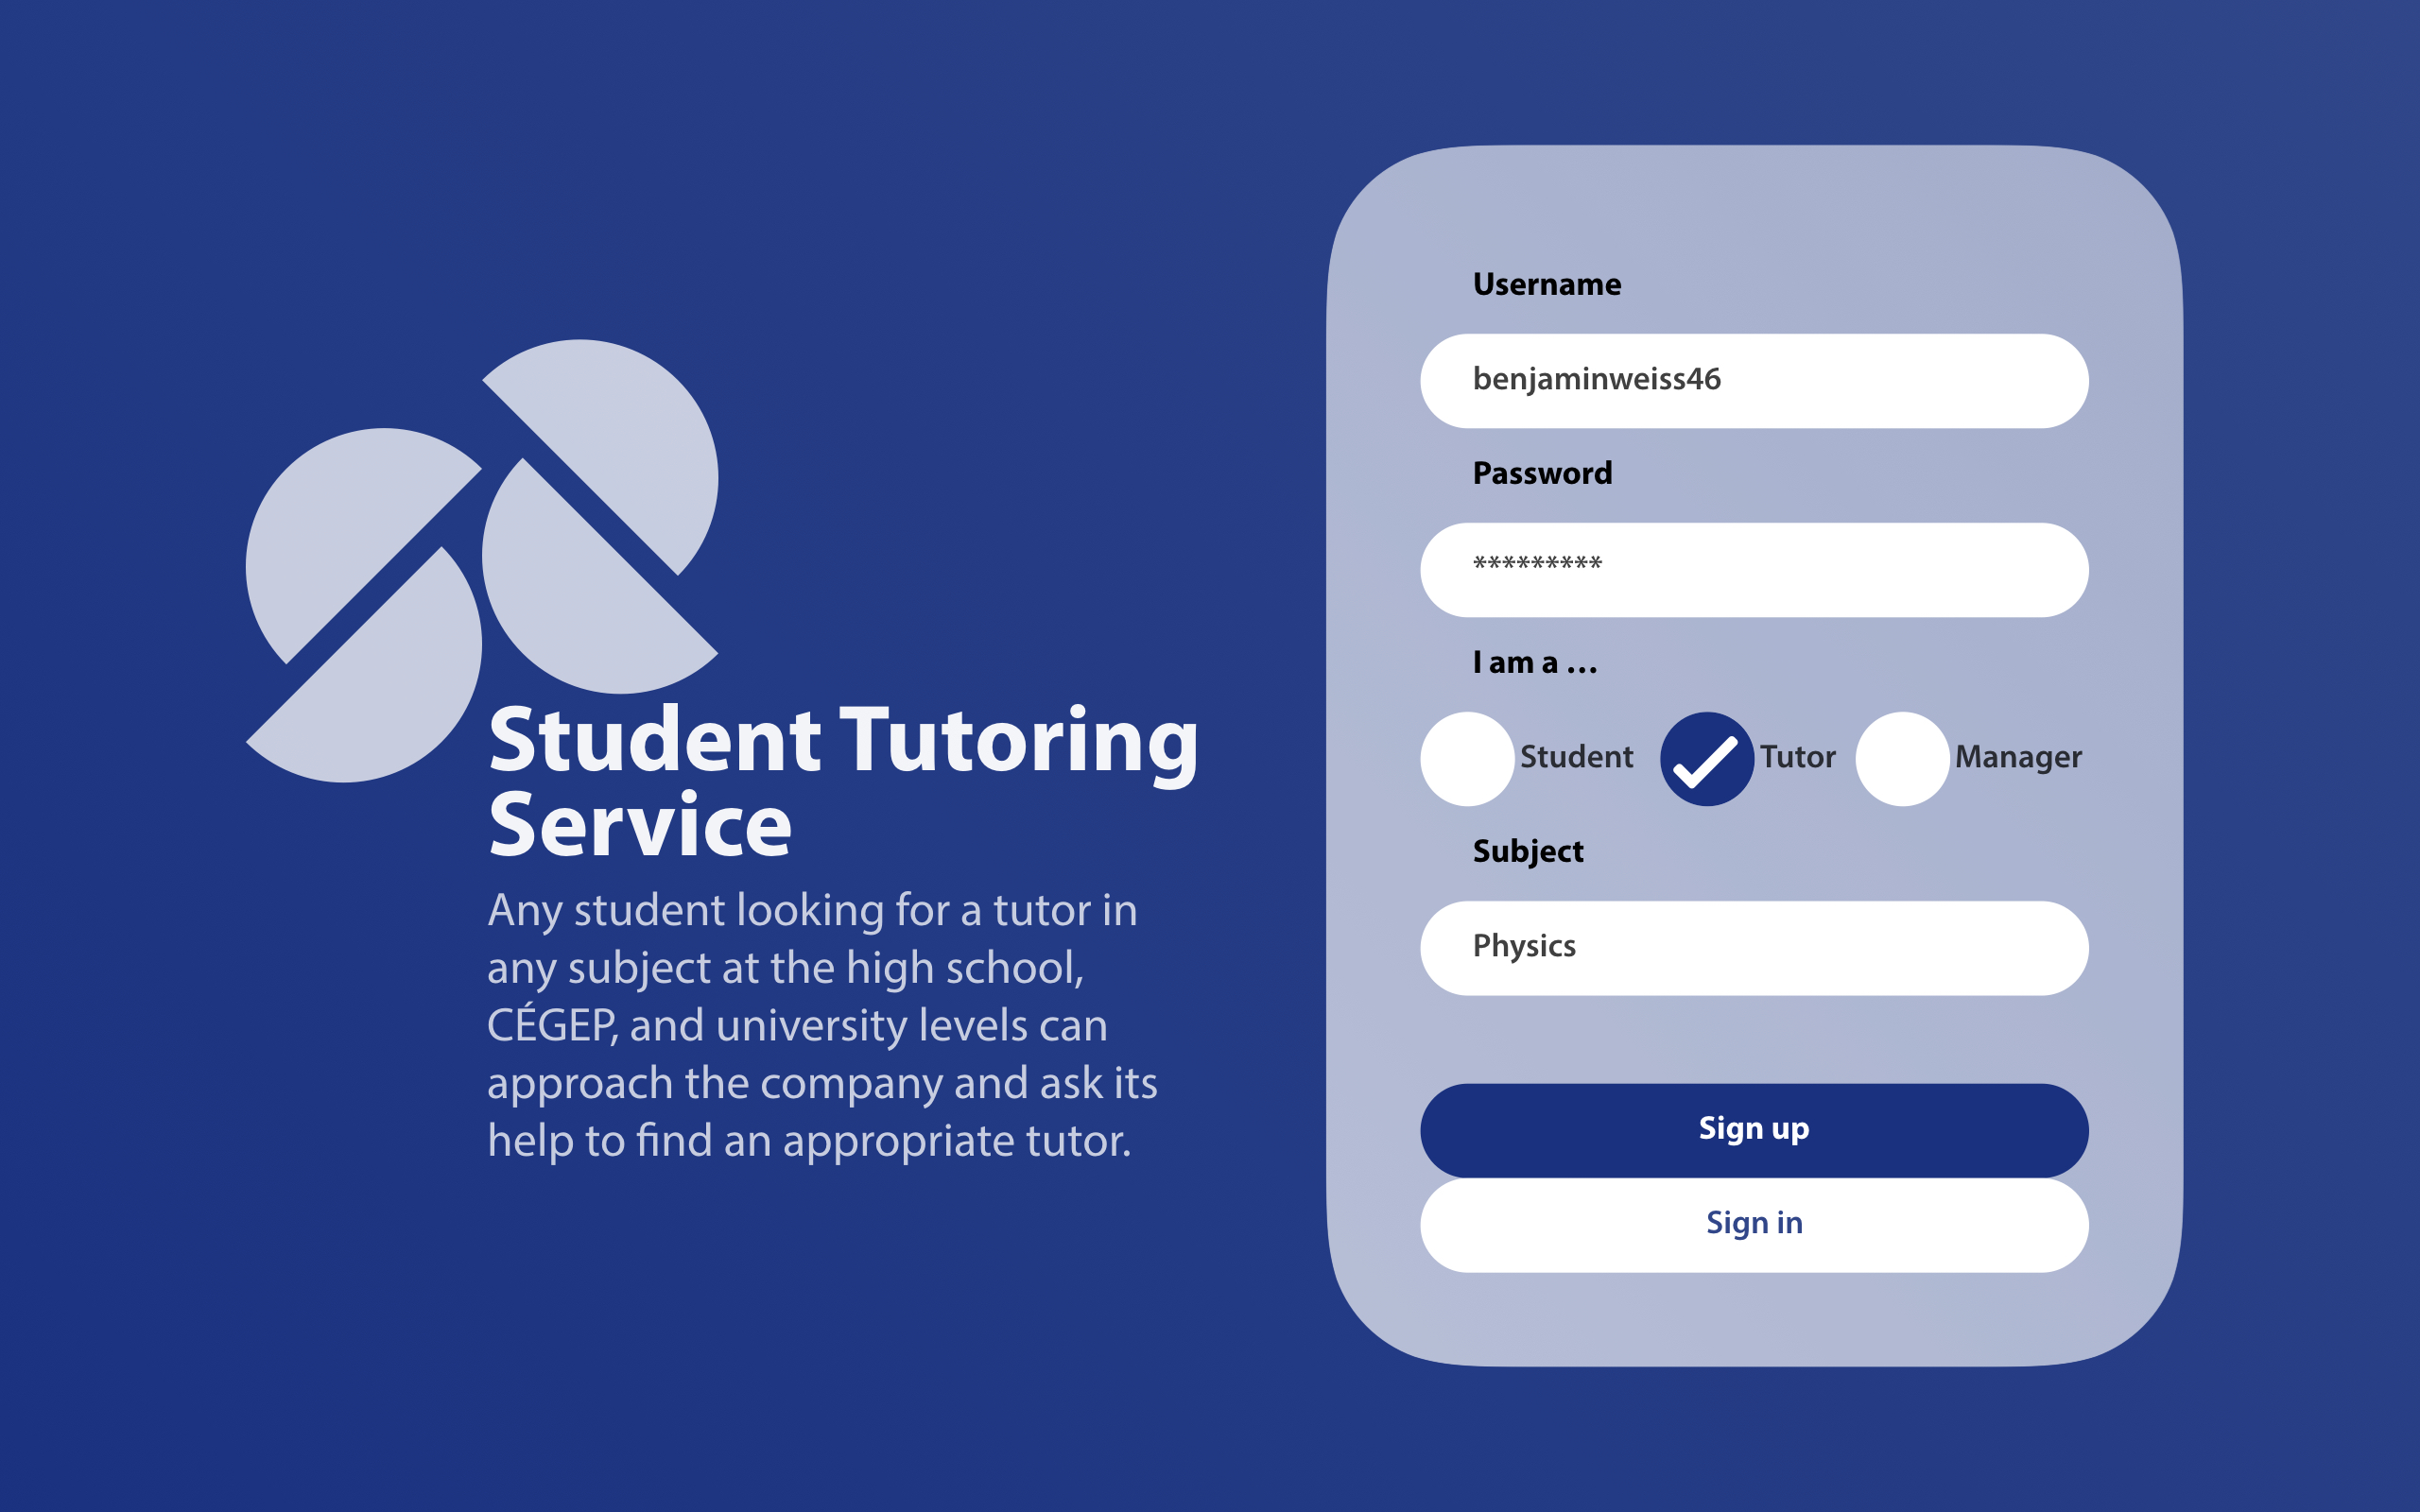 Student Tutoring
Service
Any student looking for a tutor in
any subject at the high school,
CÉGEP, and university levels can
approach the company and ask its
help to find an appropriate tutor.
Username
benjaminweiss46
Password
*********
I am a …
Student Tutor Manager
Subject
Physics
Sign up
Sign in